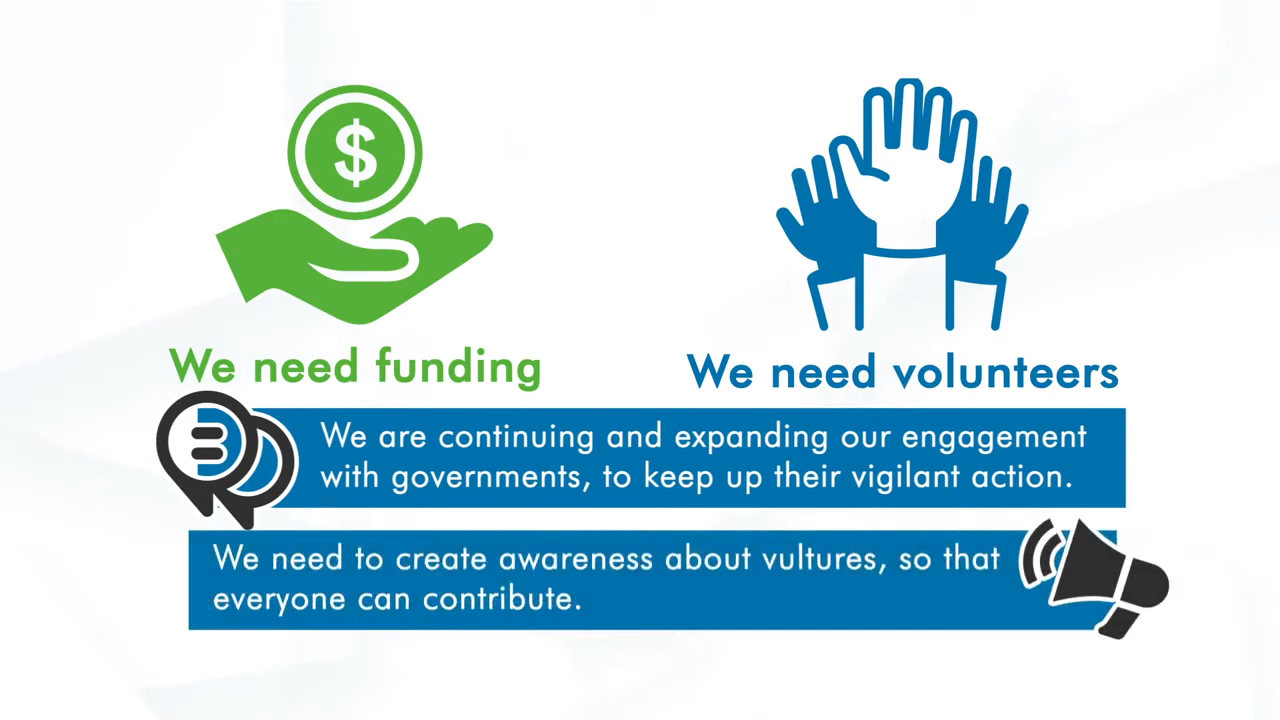 $
We need funding
We need volunteers
We are continuing and expanding our engagement
with governments, to keep up their vigilant action.
We need to create awareness about vultures, so that
everyone can contribute.